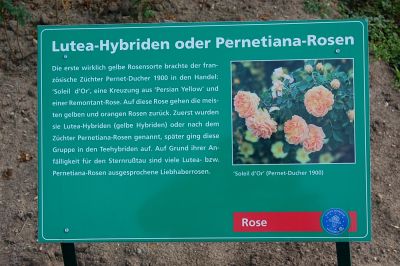 Lutea-Hybriden oder Pernetiana-Rosen
Die erste wirklich gelbe Rosensorte brachte der fran-
zösische Züchter Pernet-Ducher 1900 in den Handel:
'Soleil d'Or', eine Kreuzung aus 'Persian Yellow' und
einer Remontant-Rose. Auf diese Rose gehen die meis-
ten gelben und orangen Rosen zurück. Zuerst wurden
sie Lutea-Hybriden (gelbe Hybriden) oder nach dem
Züchter Pernetiana-Rosen genannt, später ging diese
Gruppe in den Teehybriden auf. Auf Grund ihrer An-
fälligkeit für den Sternrußtau sind viele Lutea- bzw.
Pernetiana-Rosen ausgesprochene Liebhaberrosen.
'Soleil d'Or' (Pernet-Ducher 1900)
Rose